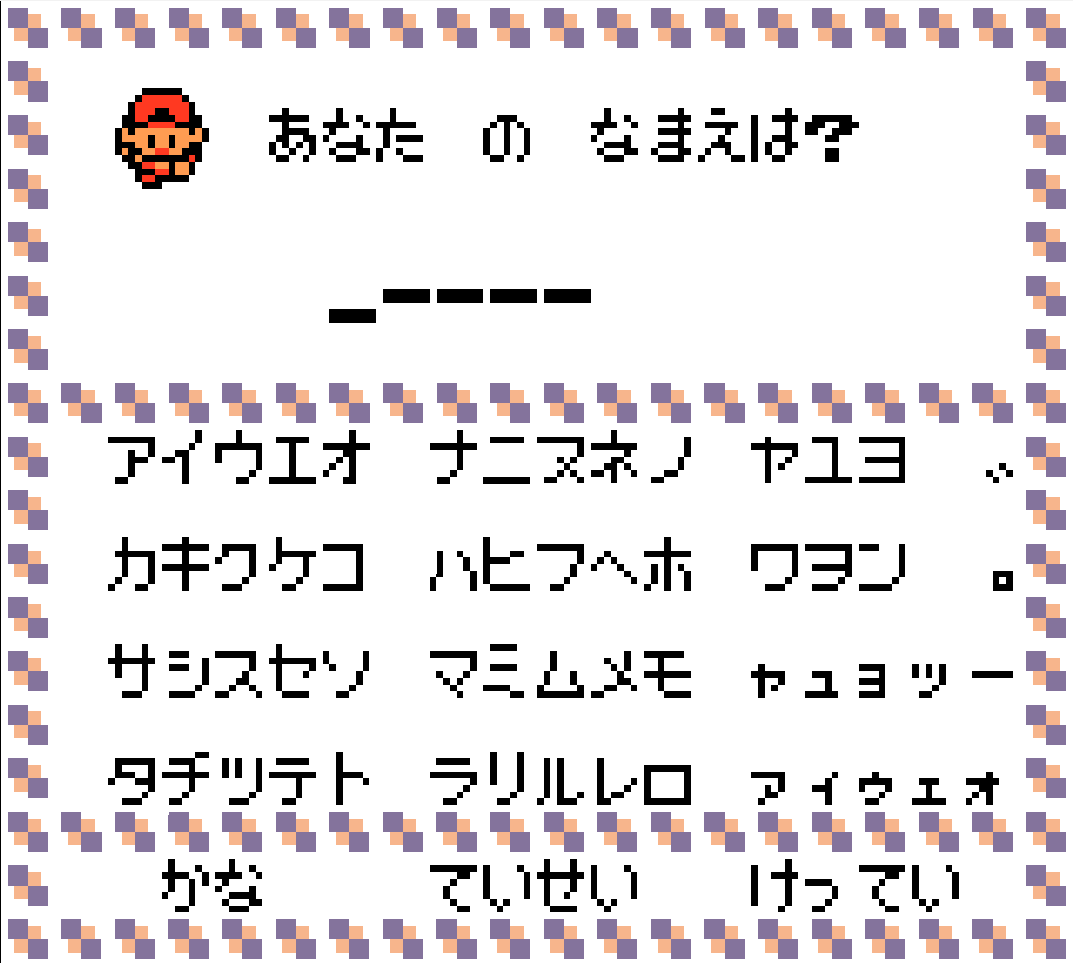 あなた の なまえは?
アイウエオ ナニヌネノ ヤユヨ ゛
カキクケコ ハヒフヘホ ワヲン ゜
サシスセソ マミムメモ ャュョッー
タチツテト ラリルレロ ァィゥェォ
かな ていせい けってい